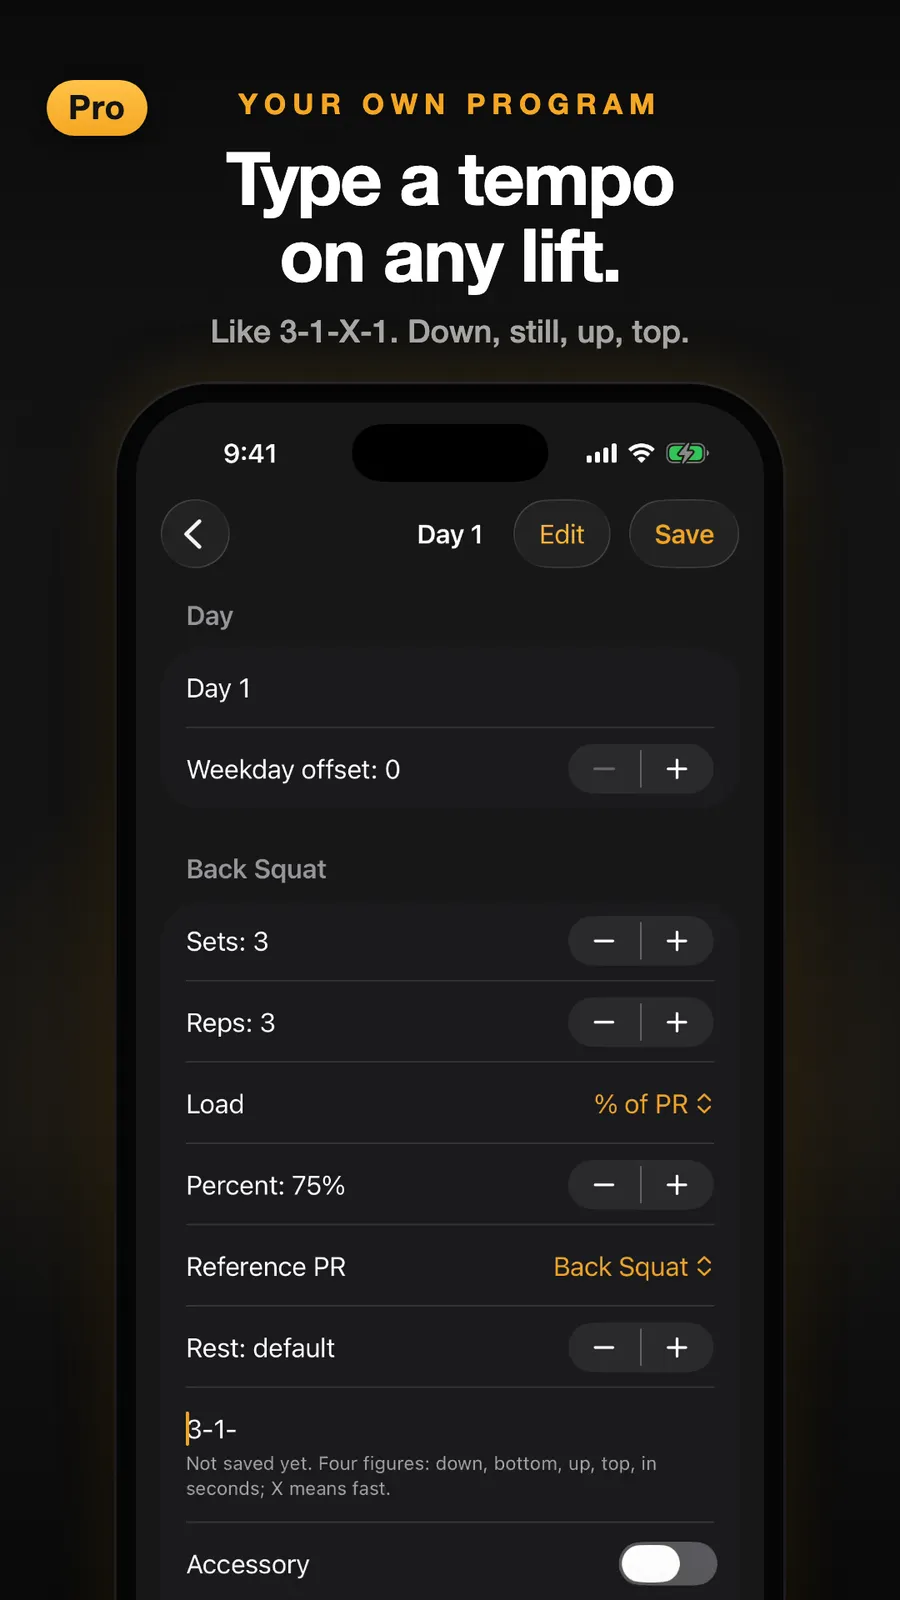 Pro
YOUR OWN PROGRAM
Type a tempo
on any lift.
Like 3-1-X-1. Down, still, up, top.
9:41
Day 1
Edit
Save
Day
Day 1
Weekday offset: 0
Back Squat
Sets: 3
Reps: 3
Load
% of PR
Percent: 75%
Reference PR
Back Squat
Rest: default
3-1-
Not saved yet. Four figures: down, bottom, up, top, in
seconds; X means fast.
Accessory